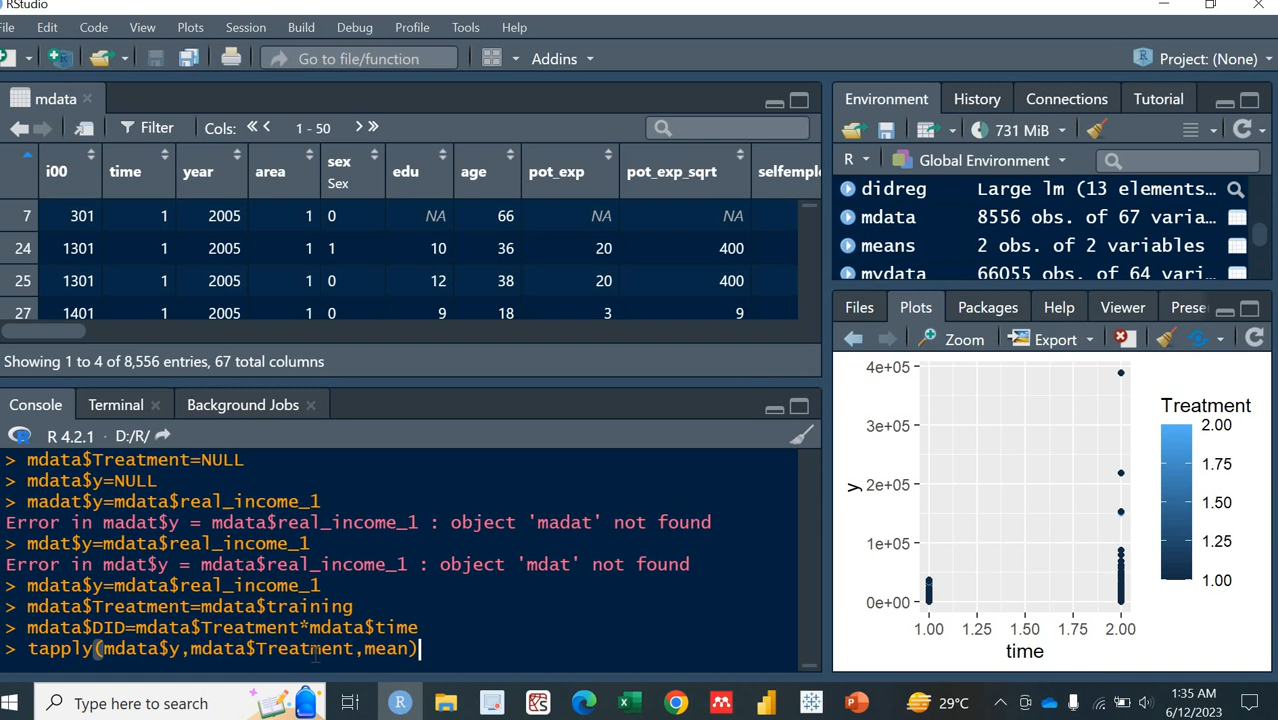 RStudio
File Edit Code View Plots Session Build Debug Profile Tools Help
Go to file/function Addins Project: (None)
mdata
Filter Cols: 1 - 50
i00 time year area sex edu age pot_exp pot_exp_sqrt selfemple
Sex
7 301 1 2005 1 0 NA 66 NA NA
24 1301 1 2005 1 1 10 36 20 400
25 1301 1 2005 1 0 12 38 20 400
27 1401 1 2005 1 0 9 18 3 9
Showing 1 to 4 of 8,556 entries, 67 total columns
Console Terminal Background Jobs
R 4.2.1 · D:/R/
> mdata$Treatment=NULL
> mdata$y=NULL
> madat$y=mdata$real_income_1
Error in madat$y = mdata$real_income_1 : object 'madat' not found
> mdat$y=mdata$real_income_1
Error in mdat$y = mdata$real_income_1 : object 'mdat' not found
> mdata$y=mdata$real_income_1
> mdata$Treatment=mdata$training
> mdata$DID=mdata$Treatment*mdata$time
> tapply(mdata$y,mdata$Treatment,mean)
Environment History Connections Tutorial
731 MiB
R Global Environment
didreg Large lm (13 elements…
mdata 8556 obs. of 67 varia…
means 2 obs. of 2 variables
mydata 66055 obs. of 64 vari…
Files Plots Packages Help Viewer Prese
Zoom Export
4e+05
3e+05
2e+05
1e+05
0e+00
y
1.00 1.25 1.50 1.75 2.00
time
Treatment
2.00
1.75
1.50
1.25
1.00
Type here to search
29°C
1:35 AM
6/12/2023